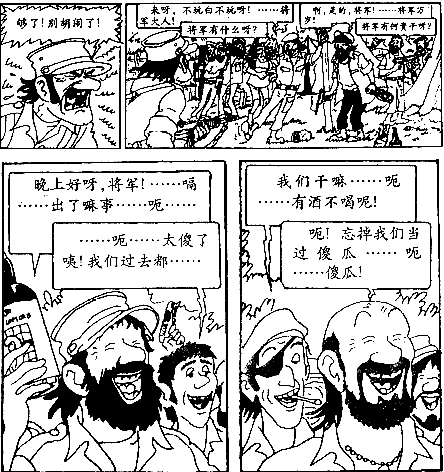 够了！别胡闹了！
来呀，不玩白不玩呀！……将
军大人！
将军有什么呀？
啊，是的，将军！……将军万
岁！
将军有何贵干呀？
晚上好呀，将军！……嗝
……出了嘛事……呃……
……呃……太傻了
咦！我们过去都……
我们干嘛……呃
……有酒不喝呢！
呃！忘掉我们当
过傻瓜……呃
……傻瓜！